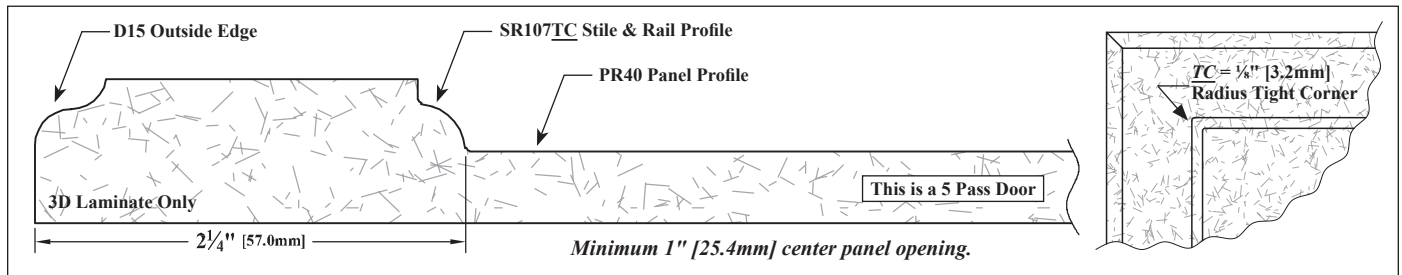 D15 Outside Edge
SR107TC Stile & Rail Profile
PR40 Panel Profile
TC = ⅛" [3.2mm]
Radius Tight Corner
3D Laminate Only
This is a 5 Pass Door
2¼" [57.0mm]
Minimum 1" [25.4mm] center panel opening.